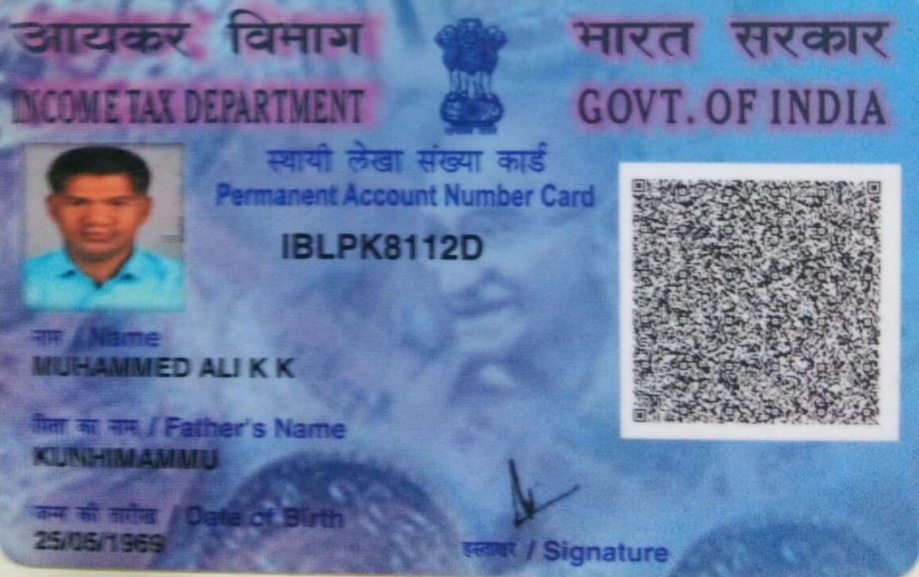 आयकर विभाग
INCOME TAX DEPARTMENT
भारत सरकार
GOVT. OF INDIA
स्थायी लेखा संख्या कार्ड
Permanent Account Number Card
IBLPK8112D
नाम / Name
MUHAMMED ALI K K
पिता का नाम / Father's Name
KUNHIMAMMU
जन्म की तारीख / Date of Birth
25/06/1969
हस्ताक्षर / Signature